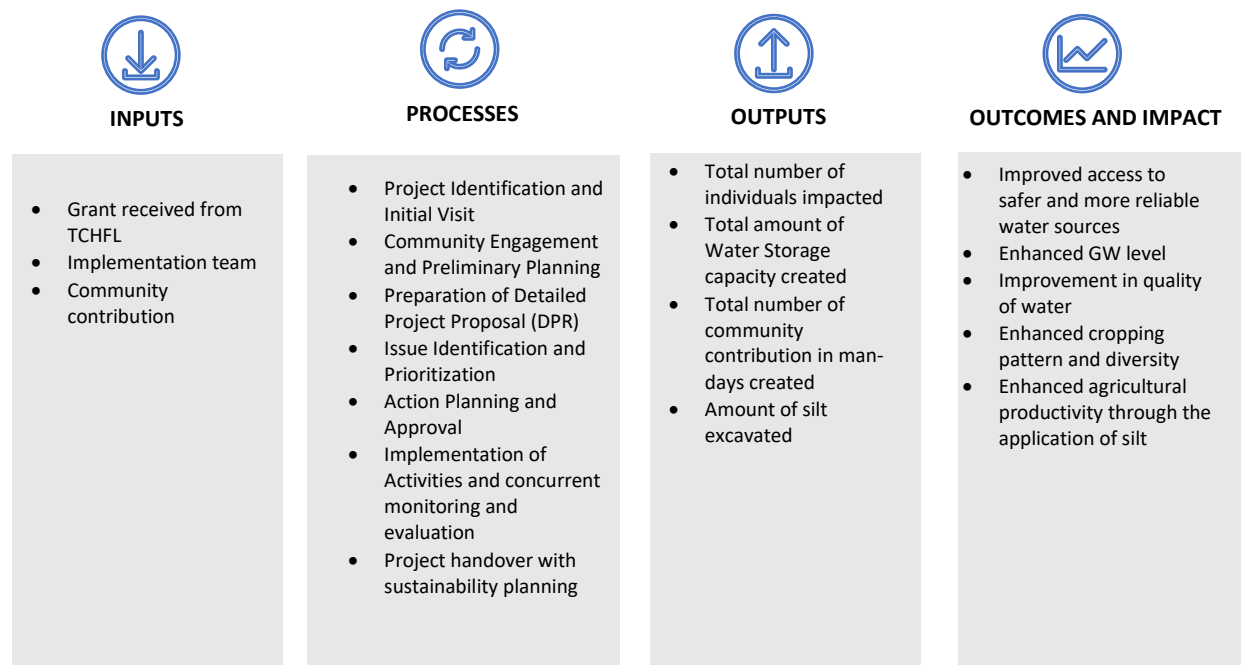 INPUTS
• Grant received from
TCHFL
• Implementation team
• Community
contribution
PROCESSES
• Project Identification and
Initial Visit
• Community Engagement
and Preliminary Planning
• Preparation of Detailed
Project Proposal (DPR)
• Issue Identification and
Prioritization
• Action Planning and
Approval
• Implementation of
Activities and concurrent
monitoring and
evaluation
• Project handover with
sustainability planning
OUTPUTS
• Total number of
individuals impacted
• Total amount of
Water Storage
capacity created
• Total number of
community
contribution in man-
days created
• Amount of silt
excavated
OUTCOMES AND IMPACT
• Improved access to
safer and more reliable
water sources
• Enhanced GW level
• Improvement in quality
of water
• Enhanced cropping
pattern and diversity
• Enhanced agricultural
productivity through the
application of silt